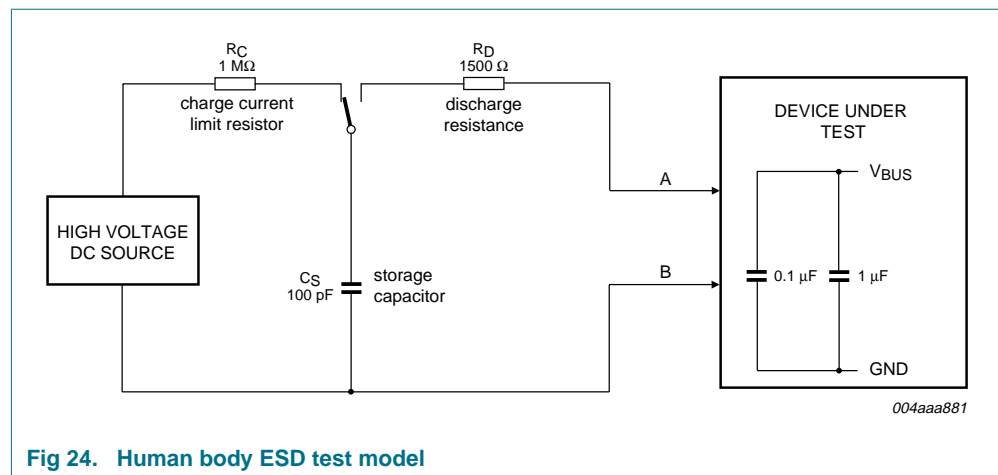 RC
1 MΩ
charge current
limit resistor
RD
1500 Ω
discharge
resistance
DEVICE UNDER
TEST
VBUS
A
HIGH VOLTAGE
DC SOURCE
CS
100 pF
storage
capacitor
B
0.1 μF
1 μF
GND
004aaa881
Fig 24. Human body ESD test model